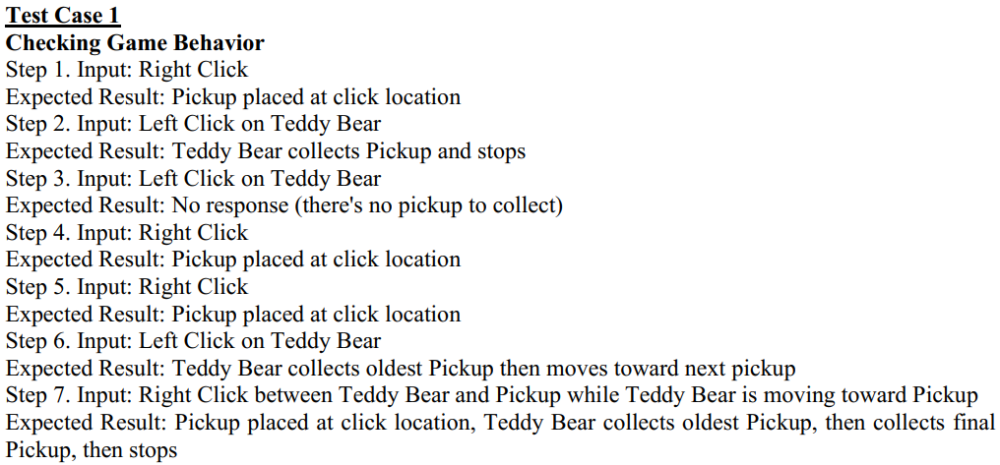 Test Case 1
Checking Game Behavior
Step 1. Input: Right Click
Expected Result: Pickup placed at click location
Step 2. Input: Left Click on Teddy Bear
Expected Result: Teddy Bear collects Pickup and stops
Step 3. Input: Left Click on Teddy Bear
Expected Result: No response (there's no pickup to collect)
Step 4. Input: Right Click
Expected Result: Pickup placed at click location
Step 5. Input: Right Click
Expected Result: Pickup placed at click location
Step 6. Input: Left Click on Teddy Bear
Expected Result: Teddy Bear collects oldest Pickup then moves toward next pickup
Step 7. Input: Right Click between Teddy Bear and Pickup while Teddy Bear is moving toward Pickup
Expected Result: Pickup placed at click location, Teddy Bear collects oldest Pickup, then collects final
Pickup, then stops